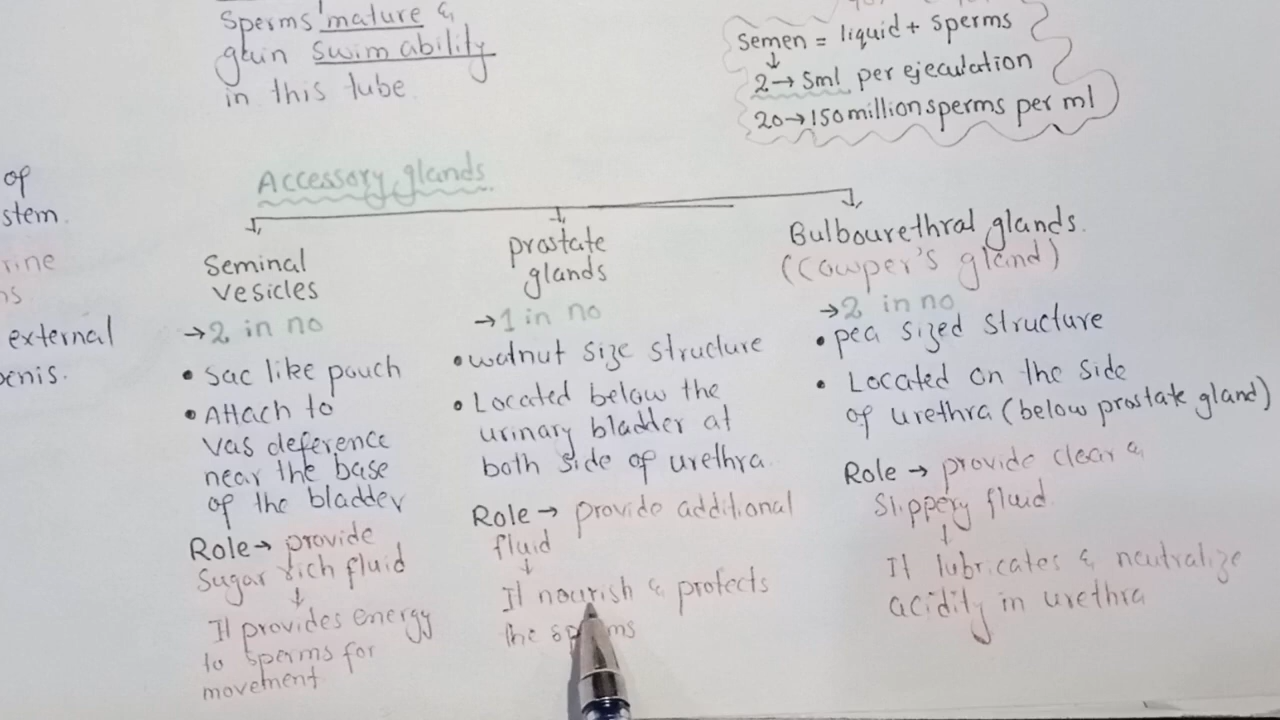 Sperms mature &
gain swim ability
in this tube.
Semen = liquid + sperms
↓
2→5ml per ejeculation
20→150 million sperms per ml
of
stem.
rine
ns
external
penis.
Accessory glands
Seminal
vesicles
→2 in no
• Sac like pouch
• Attach to
vas deference
near the base
of the bladder
Role→ provide
Sugar rich fluid
↓
It provides energy
to sperms for
movement
prostate
glands
→1 in no
• walnut size structure
• Located below the
urinary bladder at
both side of urethra.
Role → provide additional
fluid
↓
It nourish & protects
the sperms
Bulbourethral glands.
(Cowper's gland)
→2 in no
• pea sized structure
• Located on the side
of urethra (below prostate gland)
Role → provide clear &
Slippery fluid.
↓
It lubricates & neutralize
acidity in urethra